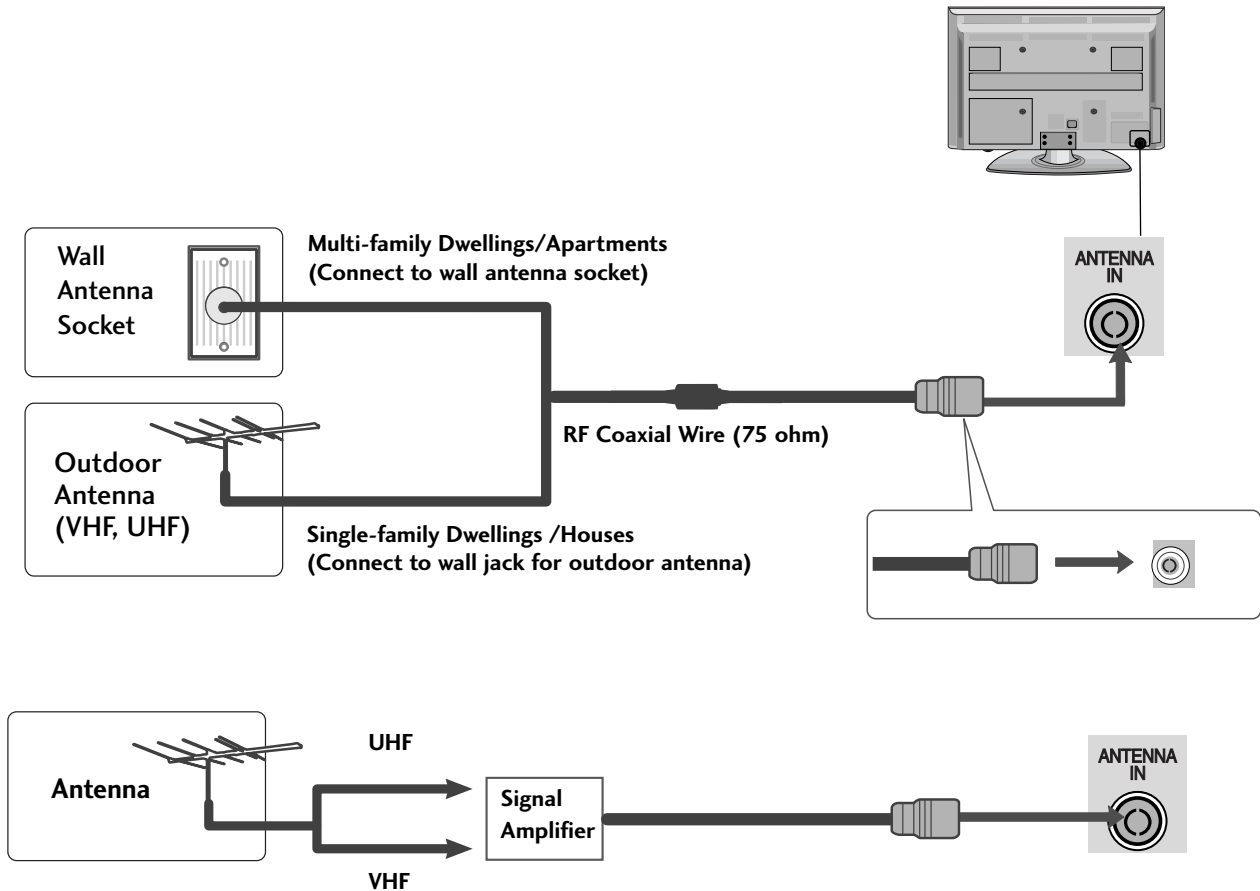 Wall
Antenna
Socket
Multi-family Dwellings/Apartments
(Connect to wall antenna socket)
ANTENNA
IN
RF Coaxial Wire (75 ohm)
Outdoor
Antenna
(VHF, UHF)
Single-family Dwellings /Houses
(Connect to wall jack for outdoor antenna)
Antenna
UHF
VHF
Signal
Amplifier
ANTENNA
IN